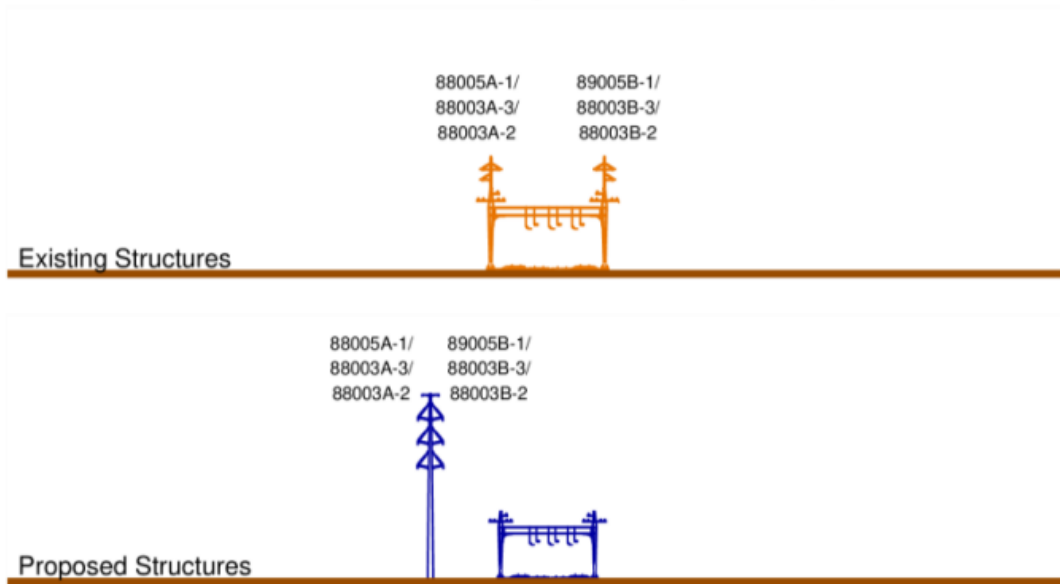 88005A-1/ 89005B-1/
88003A-3/ 88003B-3/
88003A-2 88003B-2
Existing Structures
88005A-1/ 89005B-1/
88003A-3/ 88003B-3/
88003A-2 88003B-2
Proposed Structures